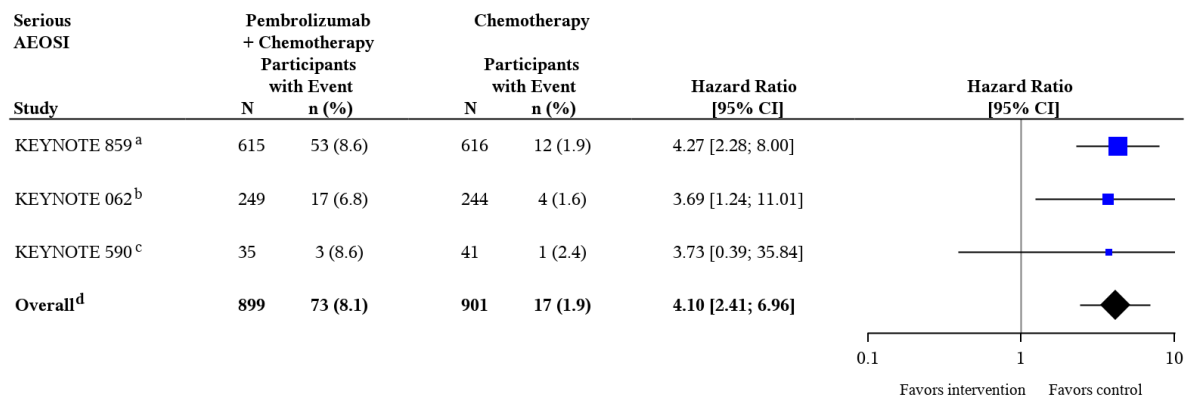 Serious Pembrolizumab Chemotherapy
AEOSI + Chemotherapy
Participants Participants
with Event with Event Hazard Ratio Hazard Ratio
Study N n (%) N n (%) [95% CI] [95% CI]
KEYNOTE 859 a 615 53 (8.6) 616 12 (1.9) 4.27 [2.28; 8.00]
KEYNOTE 062 b 249 17 (6.8) 244 4 (1.6) 3.69 [1.24; 11.01]
KEYNOTE 590 c 35 3 (8.6) 41 1 (2.4) 3.73 [0.39; 35.84]
Overall d 899 73 (8.1) 901 17 (1.9) 4.10 [2.41; 6.96]
0.1 1 10
Favors intervention Favors control